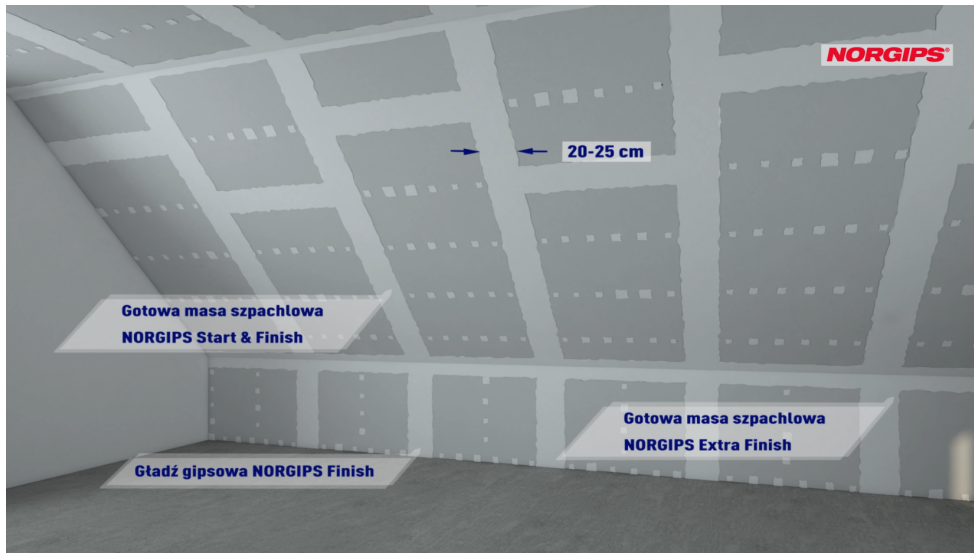 NORGIPS®
20-25 cm
Gotowa masa szpachlowa
NORGIPS Start & Finish
Gotowa masa szpachlowa
NORGIPS Extra Finish
Gładź gipsowa NORGIPS Finish